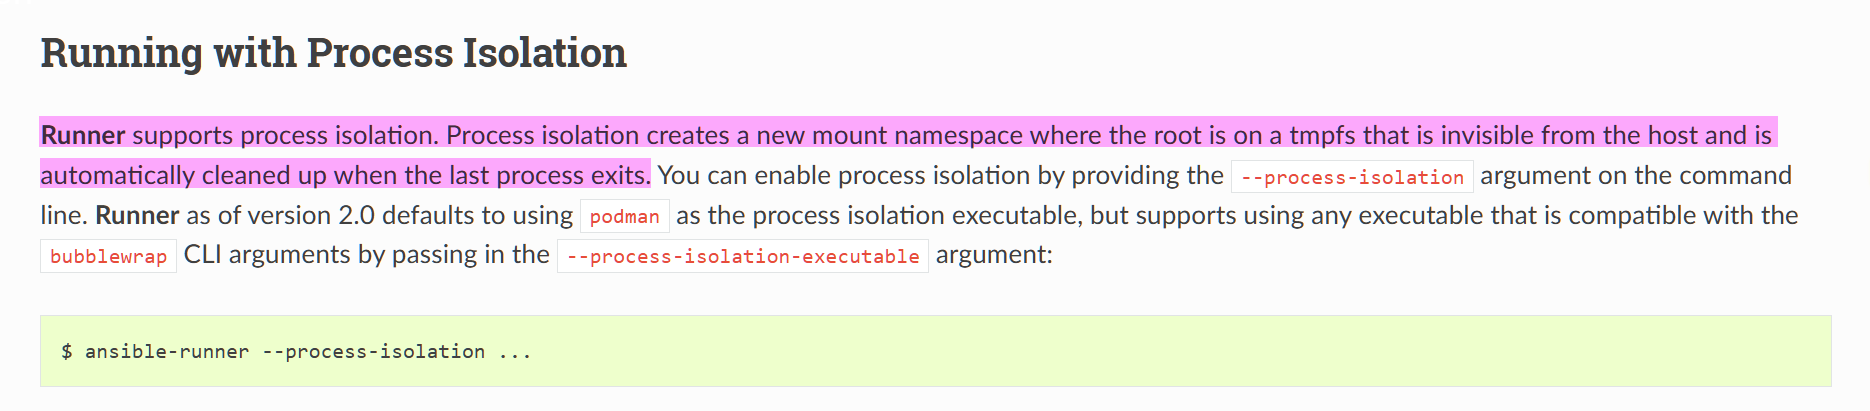 Running with Process Isolation
Runner supports process isolation. Process isolation creates a new mount namespace where the root is on a tmpfs that is invisible from the host and is
automatically cleaned up when the last process exits. You can enable process isolation by providing the --process-isolation argument on the command
line. Runner as of version 2.0 defaults to using podman as the process isolation executable, but supports using any executable that is compatible with the
bubblewrap CLI arguments by passing in the --process-isolation-executable argument:
$ ansible-runner --process-isolation ...